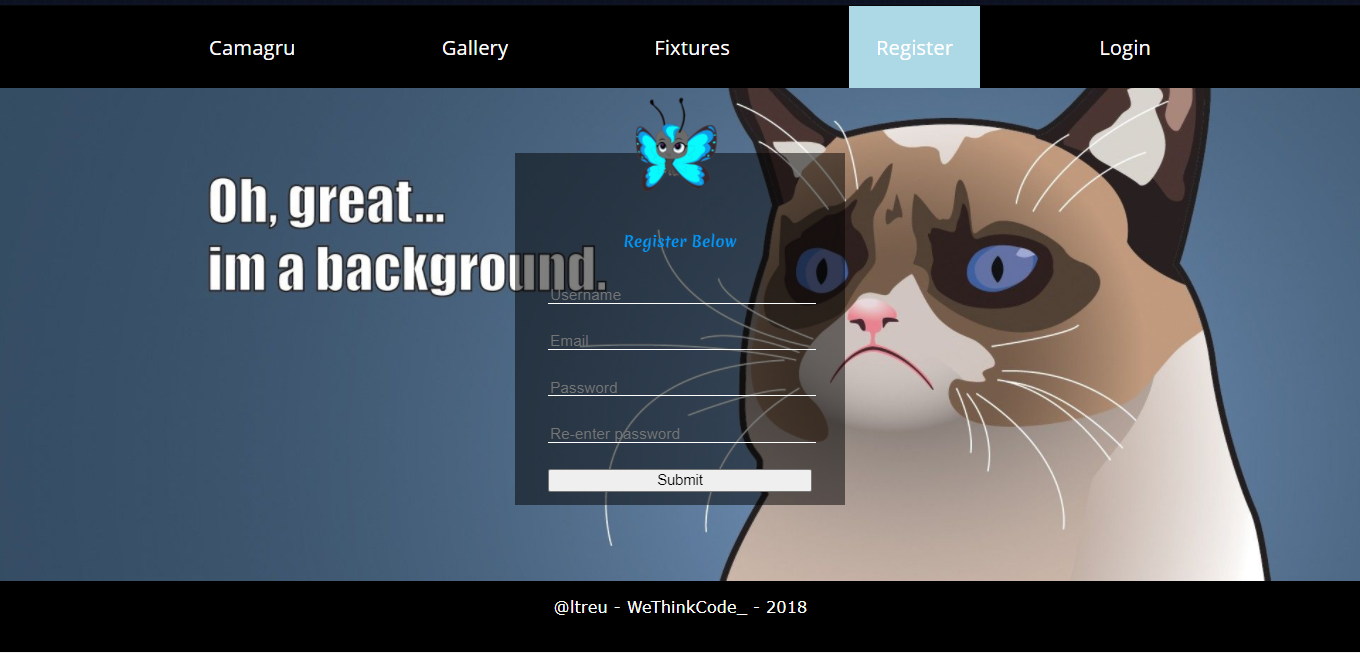 Camagru Gallery Fixtures Register Login
Oh, great...
im a background.
Register Below
Username
Email
Password
Re-enter password
Submit
@ltreu - WeThinkCode_ - 2018